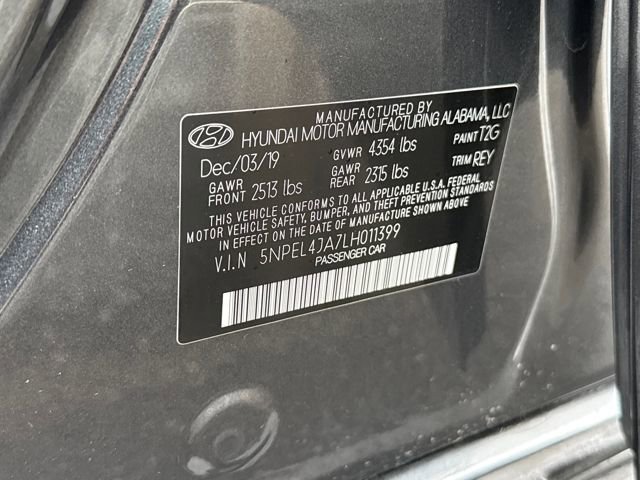 MANUFACTURED BY
HYUNDAI MOTOR MANUFACTURING ALABAMA, LLC
Dec/03/19 GVWR 4354 lbs PAINT T2G
GAWR FRONT 2513 lbs GAWR REAR 2315 lbs TRIM REY
THIS VEHICLE CONFORMS TO ALL APPLICABLE U.S.A. FEDERAL
MOTOR VEHICLE SAFETY, BUMPER, AND THEFT PREVENTION STANDARDS
IN EFFECT ON THE DATE OF MANUFACTURE SHOWN ABOVE.
V.I.N 5NPEL4JA7LH011399
PASSENGER CAR